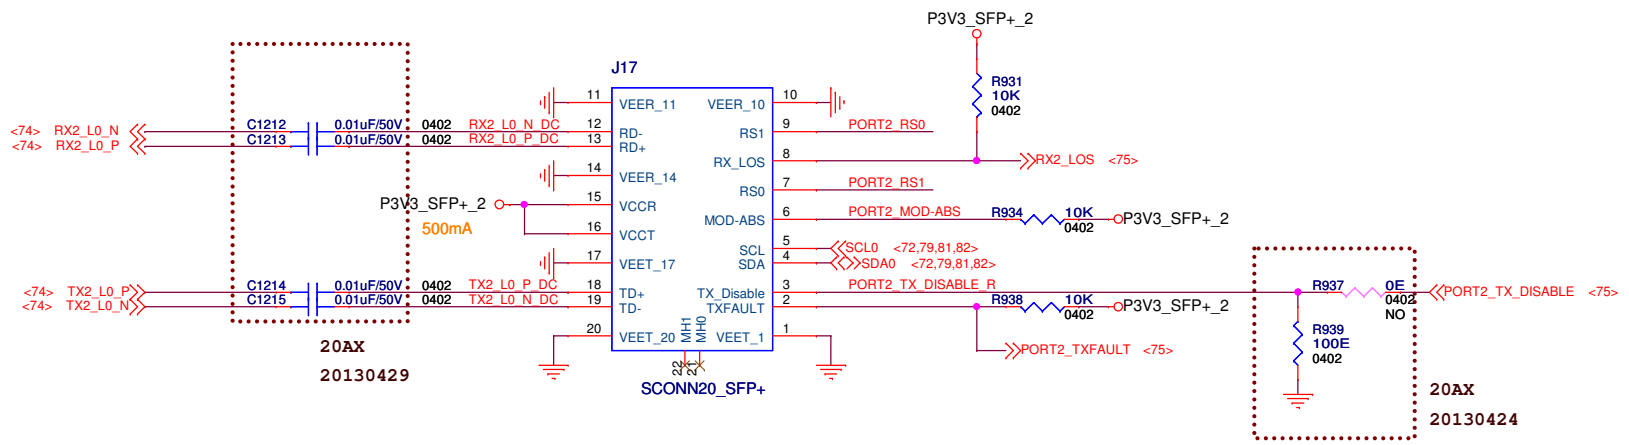 P3V3_SFP+_2
J17
R931
10K
0402
11 VEER_11 VEER_10 10
<74> RX2_L0_N C1212 0.01uF/50V 0402 RX2_L0_N_DC 12 RD- RS1 9 PORT2_RS0
<74> RX2_L0_P C1213 0.01uF/50V 0402 RX2_L0_P_DC 13 RD+
RX_LOS 8 RX2_LOS <75>
14 VEER_14
RS0 7 PORT2_RS1
P3V3_SFP+_2 15 VCCR
500mA
MOD-ABS 6 PORT2_MOD-ABS R934 10K 0402 P3V3_SFP+_2
16 VCCT
SCL 5 SCL0 <72,79,81,82>
17 VEET_17 SDA 4 SDA0 <72,79,81,82>
<74> TX2_L0_P C1214 0.01uF/50V 0402 TX2_L0_P_DC 18 TD+ TX_Disable 3 PORT2_TX_DISABLE_R R937 0E 0402 NO PORT2_TX_DISABLE <75>
<74> TX2_L0_N C1215 0.01uF/50V 0402 TX2_L0_N_DC 19 TD- TXFAULT 2 R938 10K 0402 P3V3_SFP+_2
R939
100E
0402
20 VEET_20 MH1 MH0 VEET_1 1
PORT2_TXFAULT <75>
22 21
SCONN20_SFP+
20AX
20130429
20AX
20130424